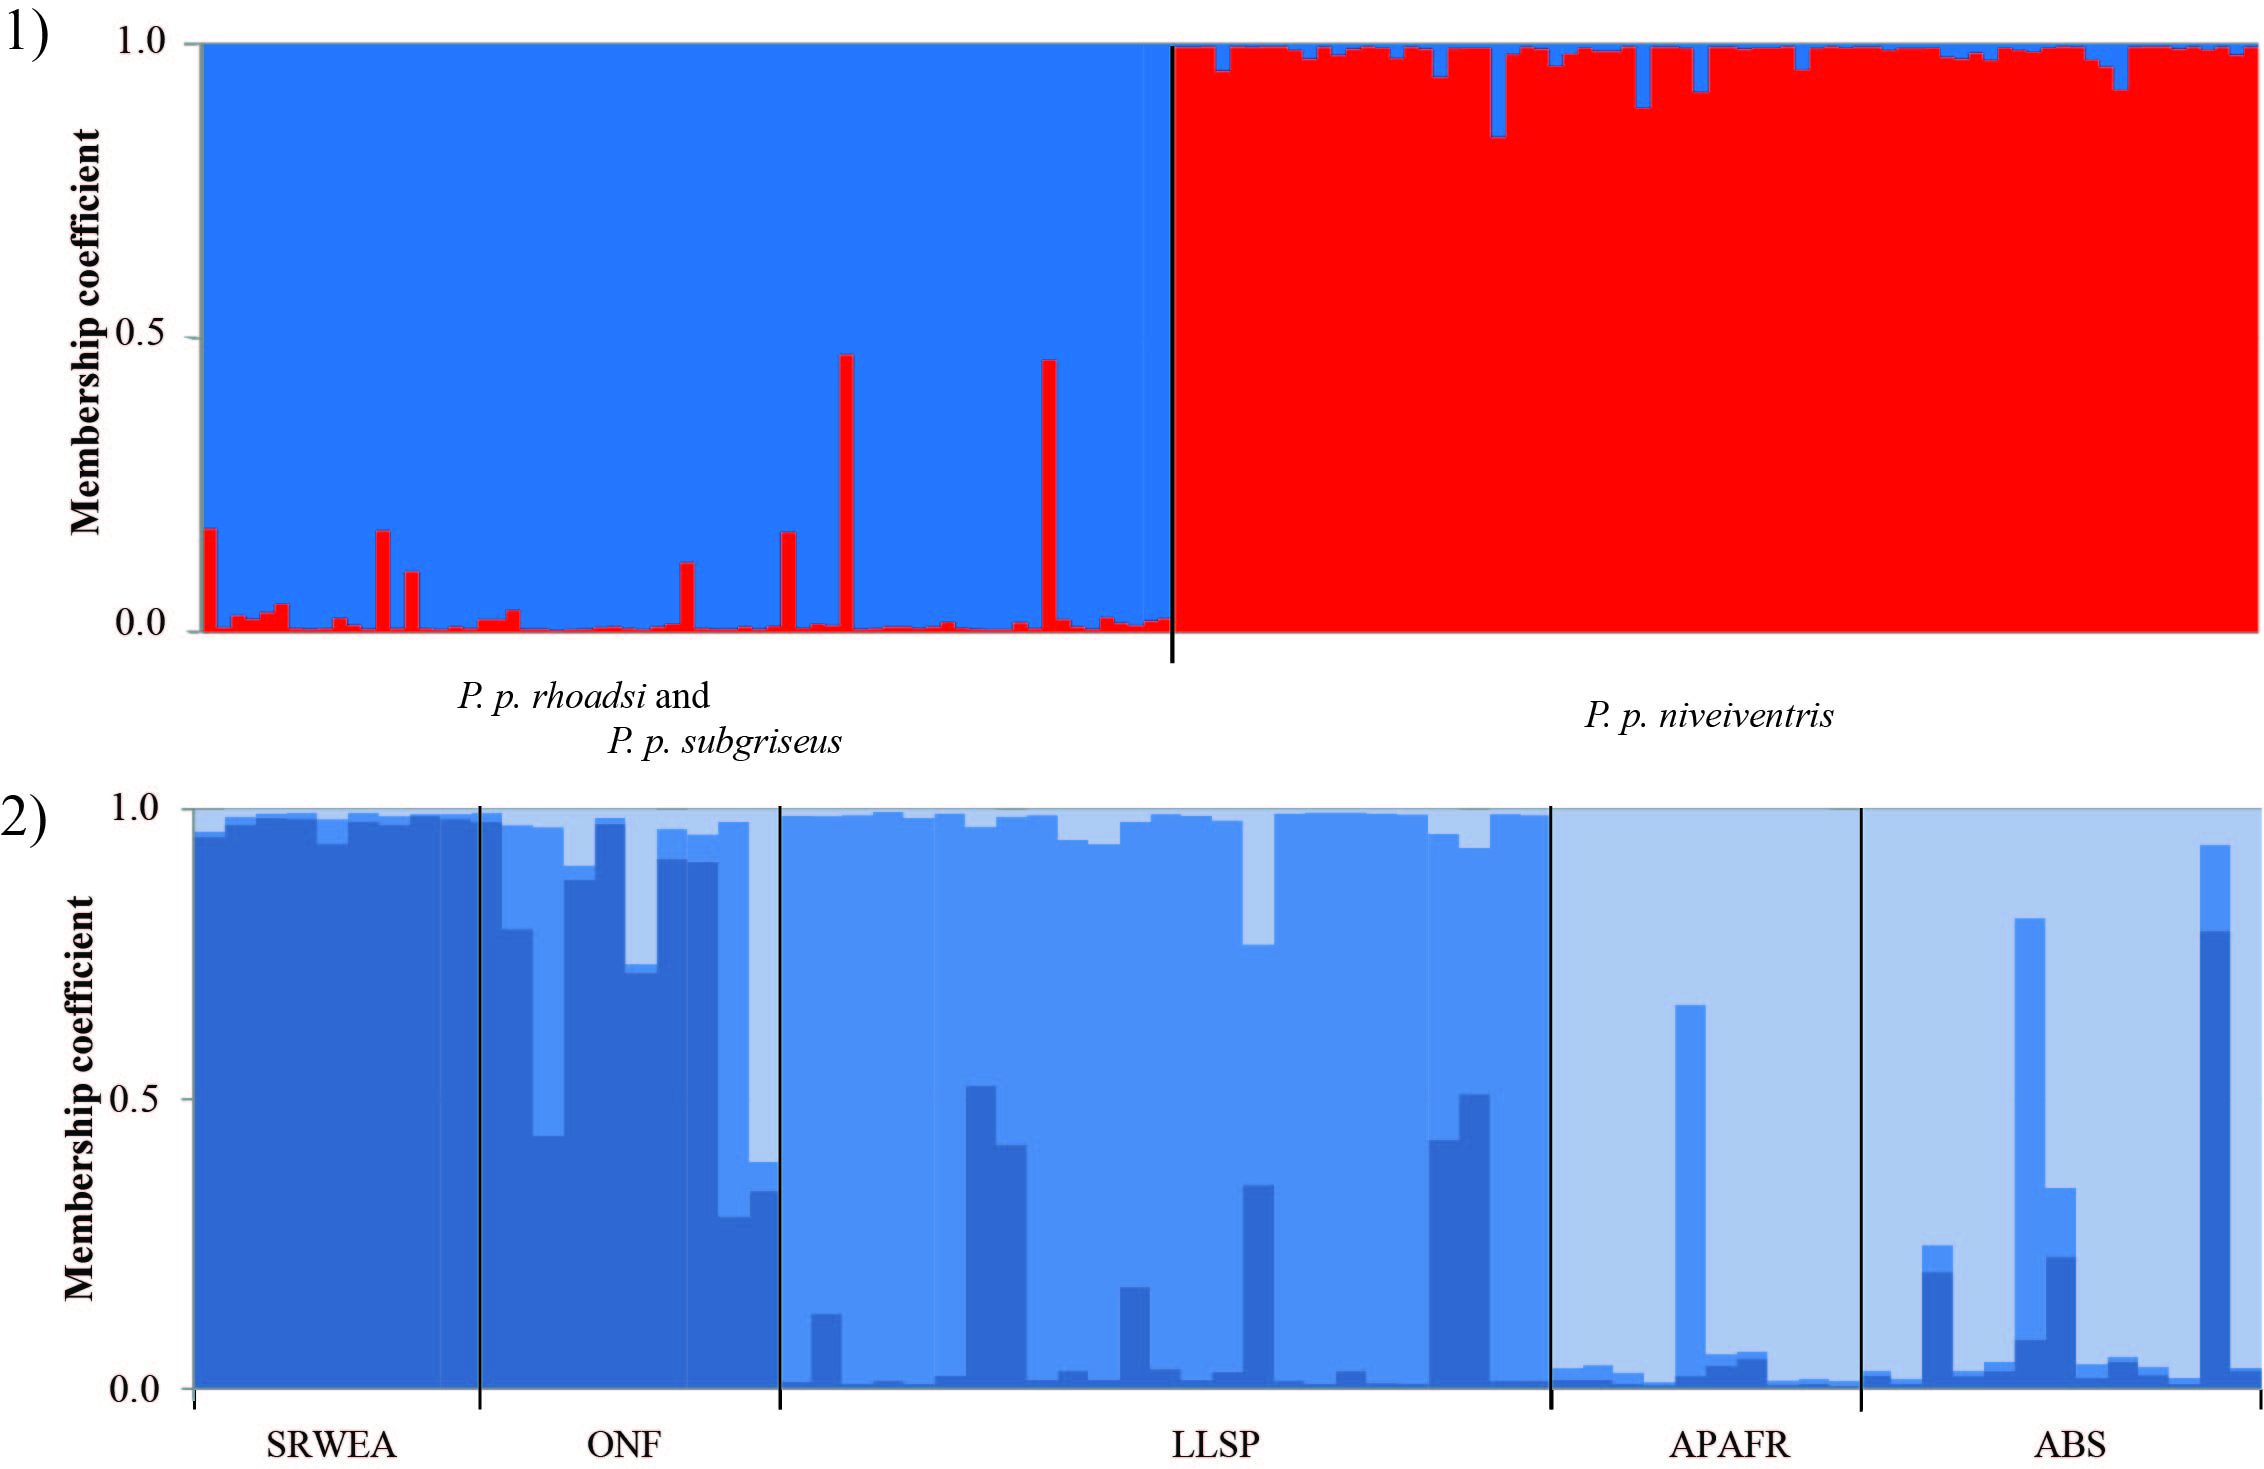 1)
1.0
0.5
0.0
Membership coefficient
P. p. rhoadsi and
P. p. subgriseus
P. p. niveiventris
2)
1.0
0.5
0.0
Membership coefficient
SRWEA
ONF
LLSP
APAFR
ABS